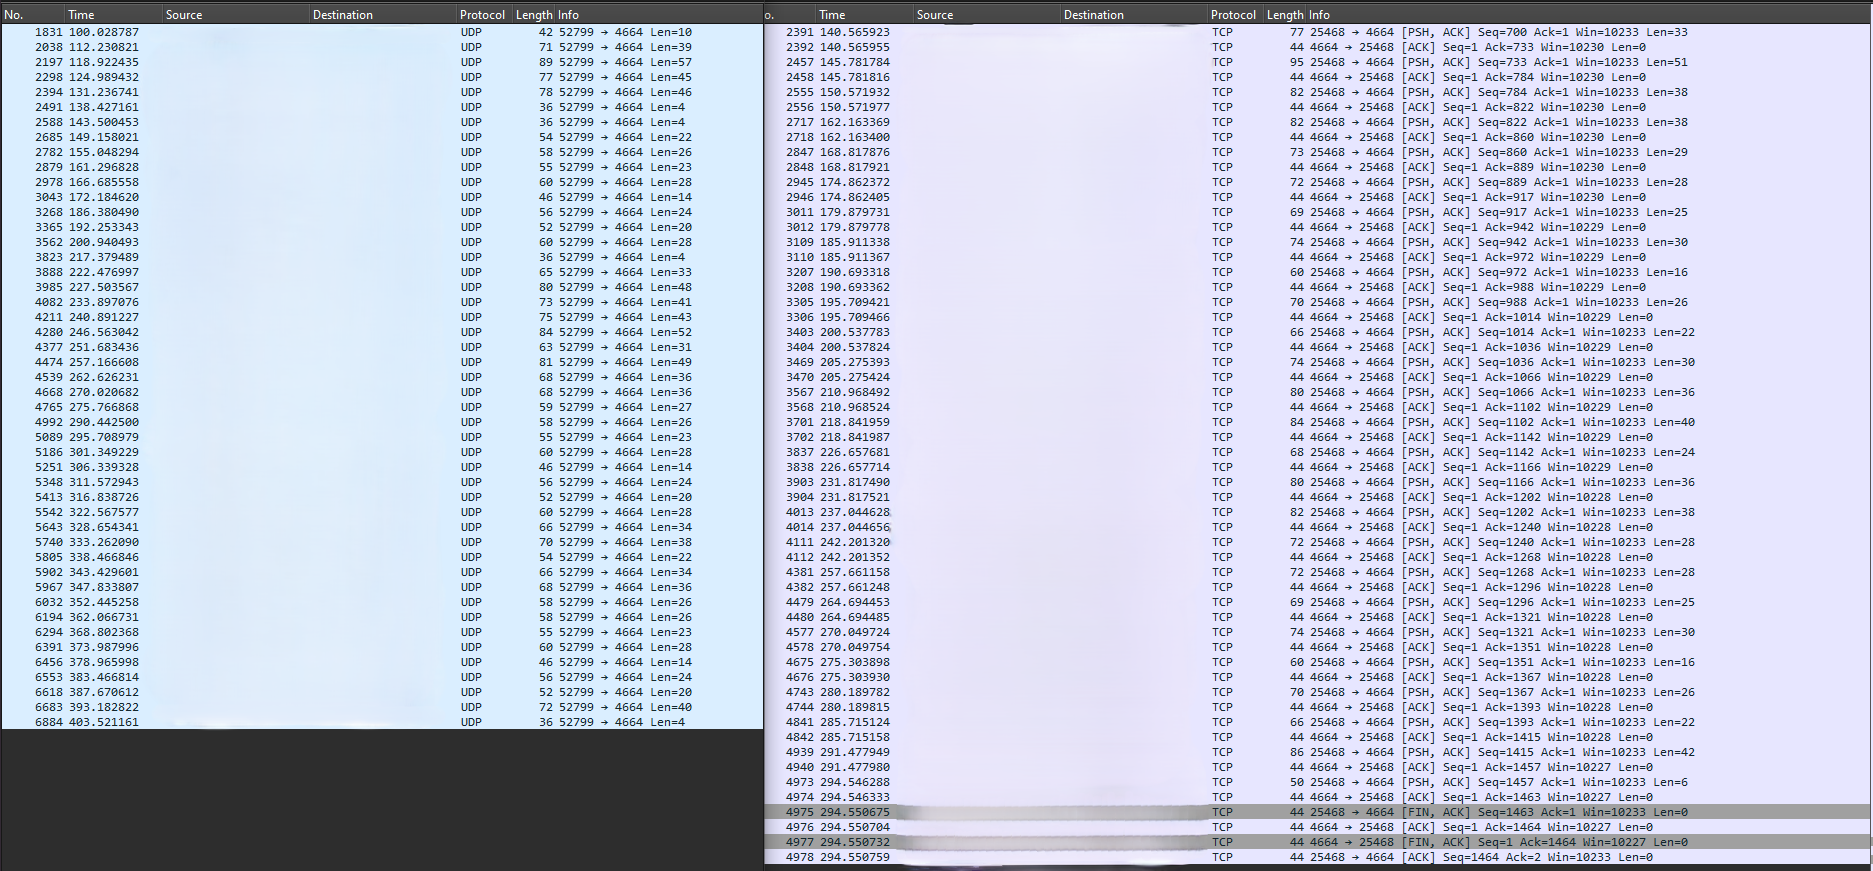 No. Time Source Destination Protocol Length Info
1831 100.028787 UDP 42 52799 → 4664 Len=10
2038 112.230821 UDP 71 52799 → 4664 Len=39
2197 118.922435 UDP 89 52799 → 4664 Len=57
2298 124.989432 UDP 77 52799 → 4664 Len=45
2394 131.236741 UDP 78 52799 → 4664 Len=46
2491 138.427161 UDP 36 52799 → 4664 Len=4
2588 143.500453 UDP 36 52799 → 4664 Len=4
2685 149.158021 UDP 54 52799 → 4664 Len=22
2782 155.048294 UDP 58 52799 → 4664 Len=26
2879 161.296828 UDP 55 52799 → 4664 Len=23
2978 166.685558 UDP 60 52799 → 4664 Len=28
3043 172.184620 UDP 46 52799 → 4664 Len=14
3268 186.380490 UDP 56 52799 → 4664 Len=24
3365 192.253343 UDP 52 52799 → 4664 Len=20
3562 200.940493 UDP 60 52799 → 4664 Len=28
3823 217.379489 UDP 36 52799 → 4664 Len=4
3888 222.476997 UDP 65 52799 → 4664 Len=33
3985 227.503567 UDP 80 52799 → 4664 Len=48
4082 233.897076 UDP 73 52799 → 4664 Len=41
4211 240.891227 UDP 75 52799 → 4664 Len=43
4280 246.563042 UDP 84 52799 → 4664 Len=52
4377 251.683436 UDP 63 52799 → 4664 Len=31
4474 257.166608 UDP 81 52799 → 4664 Len=49
4539 262.626231 UDP 68 52799 → 4664 Len=36
4668 270.020682 UDP 68 52799 → 4664 Len=36
4765 275.766868 UDP 59 52799 → 4664 Len=27
4992 290.442500 UDP 58 52799 → 4664 Len=26
5089 295.708979 UDP 55 52799 → 4664 Len=23
5186 301.349229 UDP 60 52799 → 4664 Len=28
5251 306.339328 UDP 46 52799 → 4664 Len=14
5348 311.572943 UDP 56 52799 → 4664 Len=24
5413 316.838726 UDP 52 52799 → 4664 Len=20
5542 322.567577 UDP 60 52799 → 4664 Len=28
5643 328.654341 UDP 66 52799 → 4664 Len=34
5740 333.262090 UDP 70 52799 → 4664 Len=38
5805 338.466846 UDP 54 52799 → 4664 Len=22
5902 343.429601 UDP 66 52799 → 4664 Len=34
5967 347.833807 UDP 68 52799 → 4664 Len=36
6032 352.445258 UDP 58 52799 → 4664 Len=26
6194 362.066731 UDP 58 52799 → 4664 Len=26
6294 368.802368 UDP 55 52799 → 4664 Len=23
6391 373.987996 UDP 60 52799 → 4664 Len=28
6456 378.965998 UDP 46 52799 → 4664 Len=14
6553 383.466814 UDP 56 52799 → 4664 Len=24
6618 387.670612 UDP 52 52799 → 4664 Len=20
6683 393.182822 UDP 72 52799 → 4664 Len=40
6884 403.521161 UDP 36 52799 → 4664 Len=4
o. Time Source Destination Protocol Length Info
2391 140.565923 TCP 77 25468 → 4664 [PSH, ACK] Seq=700 Ack=1 Win=10233 Len=33
2392 140.565955 TCP 44 4664 → 25468 [ACK] Seq=1 Ack=733 Win=10230 Len=0
2457 145.781784 TCP 95 25468 → 4664 [PSH, ACK] Seq=733 Ack=1 Win=10233 Len=51
2458 145.781816 TCP 44 4664 → 25468 [ACK] Seq=1 Ack=784 Win=10230 Len=0
2555 150.571932 TCP 82 25468 → 4664 [PSH, ACK] Seq=784 Ack=1 Win=10233 Len=38
2556 150.571977 TCP 44 4664 → 25468 [ACK] Seq=1 Ack=822 Win=10230 Len=0
2717 162.163369 TCP 82 25468 → 4664 [PSH, ACK] Seq=822 Ack=1 Win=10233 Len=38
2718 162.163400 TCP 44 4664 → 25468 [ACK] Seq=1 Ack=860 Win=10230 Len=0
2847 168.817876 TCP 73 25468 → 4664 [PSH, ACK] Seq=860 Ack=1 Win=10233 Len=29
2848 168.817921 TCP 44 4664 → 25468 [ACK] Seq=1 Ack=889 Win=10230 Len=0
2945 174.862372 TCP 72 25468 → 4664 [PSH, ACK] Seq=889 Ack=1 Win=10233 Len=28
2946 174.862405 TCP 44 4664 → 25468 [ACK] Seq=1 Ack=917 Win=10230 Len=0
3011 179.879731 TCP 69 25468 → 4664 [PSH, ACK] Seq=917 Ack=1 Win=10233 Len=25
3012 179.879778 TCP 44 4664 → 25468 [ACK] Seq=1 Ack=942 Win=10229 Len=0
3109 185.911338 TCP 74 25468 → 4664 [PSH, ACK] Seq=942 Ack=1 Win=10233 Len=30
3110 185.911367 TCP 44 4664 → 25468 [ACK] Seq=1 Ack=972 Win=10229 Len=0
3207 190.693318 TCP 60 25468 → 4664 [PSH, ACK] Seq=972 Ack=1 Win=10233 Len=16
3208 190.693362 TCP 44 4664 → 25468 [ACK] Seq=1 Ack=988 Win=10229 Len=0
3305 195.709421 TCP 70 25468 → 4664 [PSH, ACK] Seq=988 Ack=1 Win=10233 Len=26
3306 195.709466 TCP 44 4664 → 25468 [ACK] Seq=1 Ack=1014 Win=10229 Len=0
3403 200.537783 TCP 66 25468 → 4664 [PSH, ACK] Seq=1014 Ack=1 Win=10233 Len=22
3404 200.537824 TCP 44 4664 → 25468 [ACK] Seq=1 Ack=1036 Win=10229 Len=0
3469 205.275393 TCP 74 25468 → 4664 [PSH, ACK] Seq=1036 Ack=1 Win=10233 Len=30
3470 205.275424 TCP 44 4664 → 25468 [ACK] Seq=1 Ack=1066 Win=10229 Len=0
3567 210.968492 TCP 80 25468 → 4664 [PSH, ACK] Seq=1066 Ack=1 Win=10233 Len=36
3568 210.968524 TCP 44 4664 → 25468 [ACK] Seq=1 Ack=1102 Win=10229 Len=0
3701 218.841959 TCP 84 25468 → 4664 [PSH, ACK] Seq=1102 Ack=1 Win=10233 Len=40
3702 218.841987 TCP 44 4664 → 25468 [ACK] Seq=1 Ack=1142 Win=10229 Len=0
3837 226.657681 TCP 68 25468 → 4664 [PSH, ACK] Seq=1142 Ack=1 Win=10233 Len=24
3838 226.657714 TCP 44 4664 → 25468 [ACK] Seq=1 Ack=1166 Win=10229 Len=0
3903 231.817490 TCP 80 25468 → 4664 [PSH, ACK] Seq=1166 Ack=1 Win=10233 Len=36
3904 231.817521 TCP 44 4664 → 25468 [ACK] Seq=1 Ack=1202 Win=10228 Len=0
4013 237.044628 TCP 82 25468 → 4664 [PSH, ACK] Seq=1202 Ack=1 Win=10233 Len=38
4014 237.044656 TCP 44 4664 → 25468 [ACK] Seq=1 Ack=1240 Win=10228 Len=0
4111 242.201320 TCP 72 25468 → 4664 [PSH, ACK] Seq=1240 Ack=1 Win=10233 Len=28
4112 242.201352 TCP 44 4664 → 25468 [ACK] Seq=1 Ack=1268 Win=10228 Len=0
4381 257.661158 TCP 72 25468 → 4664 [PSH, ACK] Seq=1268 Ack=1 Win=10233 Len=28
4382 257.661248 TCP 44 4664 → 25468 [ACK] Seq=1 Ack=1296 Win=10228 Len=0
4479 264.694453 TCP 69 25468 → 4664 [PSH, ACK] Seq=1296 Ack=1 Win=10233 Len=25
4480 264.694485 TCP 44 4664 → 25468 [ACK] Seq=1 Ack=1321 Win=10228 Len=0
4577 270.049724 TCP 74 25468 → 4664 [PSH, ACK] Seq=1321 Ack=1 Win=10233 Len=30
4578 270.049754 TCP 44 4664 → 25468 [ACK] Seq=1 Ack=1351 Win=10228 Len=0
4675 275.303898 TCP 60 25468 → 4664 [PSH, ACK] Seq=1351 Ack=1 Win=10233 Len=16
4676 275.303930 TCP 44 4664 → 25468 [ACK] Seq=1 Ack=1367 Win=10228 Len=0
4743 280.189782 TCP 70 25468 → 4664 [PSH, ACK] Seq=1367 Ack=1 Win=10233 Len=26
4744 280.189815 TCP 44 4664 → 25468 [ACK] Seq=1 Ack=1393 Win=10228 Len=0
4841 285.715124 TCP 66 25468 → 4664 [PSH, ACK] Seq=1393 Ack=1 Win=10233 Len=22
4842 285.715158 TCP 44 4664 → 25468 [ACK] Seq=1 Ack=1415 Win=10228 Len=0
4939 291.477949 TCP 86 25468 → 4664 [PSH, ACK] Seq=1415 Ack=1 Win=10233 Len=42
4940 291.477980 TCP 44 4664 → 25468 [ACK] Seq=1 Ack=1457 Win=10227 Len=0
4973 294.546288 TCP 50 25468 → 4664 [PSH, ACK] Seq=1457 Ack=1 Win=10233 Len=6
4974 294.546333 TCP 44 4664 → 25468 [ACK] Seq=1 Ack=1463 Win=10227 Len=0
4975 294.550675 TCP 44 25468 → 4664 [FIN, ACK] Seq=1463 Ack=1 Win=10233 Len=0
4976 294.550704 TCP 44 4664 → 25468 [ACK] Seq=1 Ack=1464 Win=10227 Len=0
4977 294.550732 TCP 44 4664 → 25468 [FIN, ACK] Seq=1 Ack=1464 Win=10227 Len=0
4978 294.550759 TCP 44 25468 → 4664 [ACK] Seq=1464 Ack=2 Win=10233 Len=0